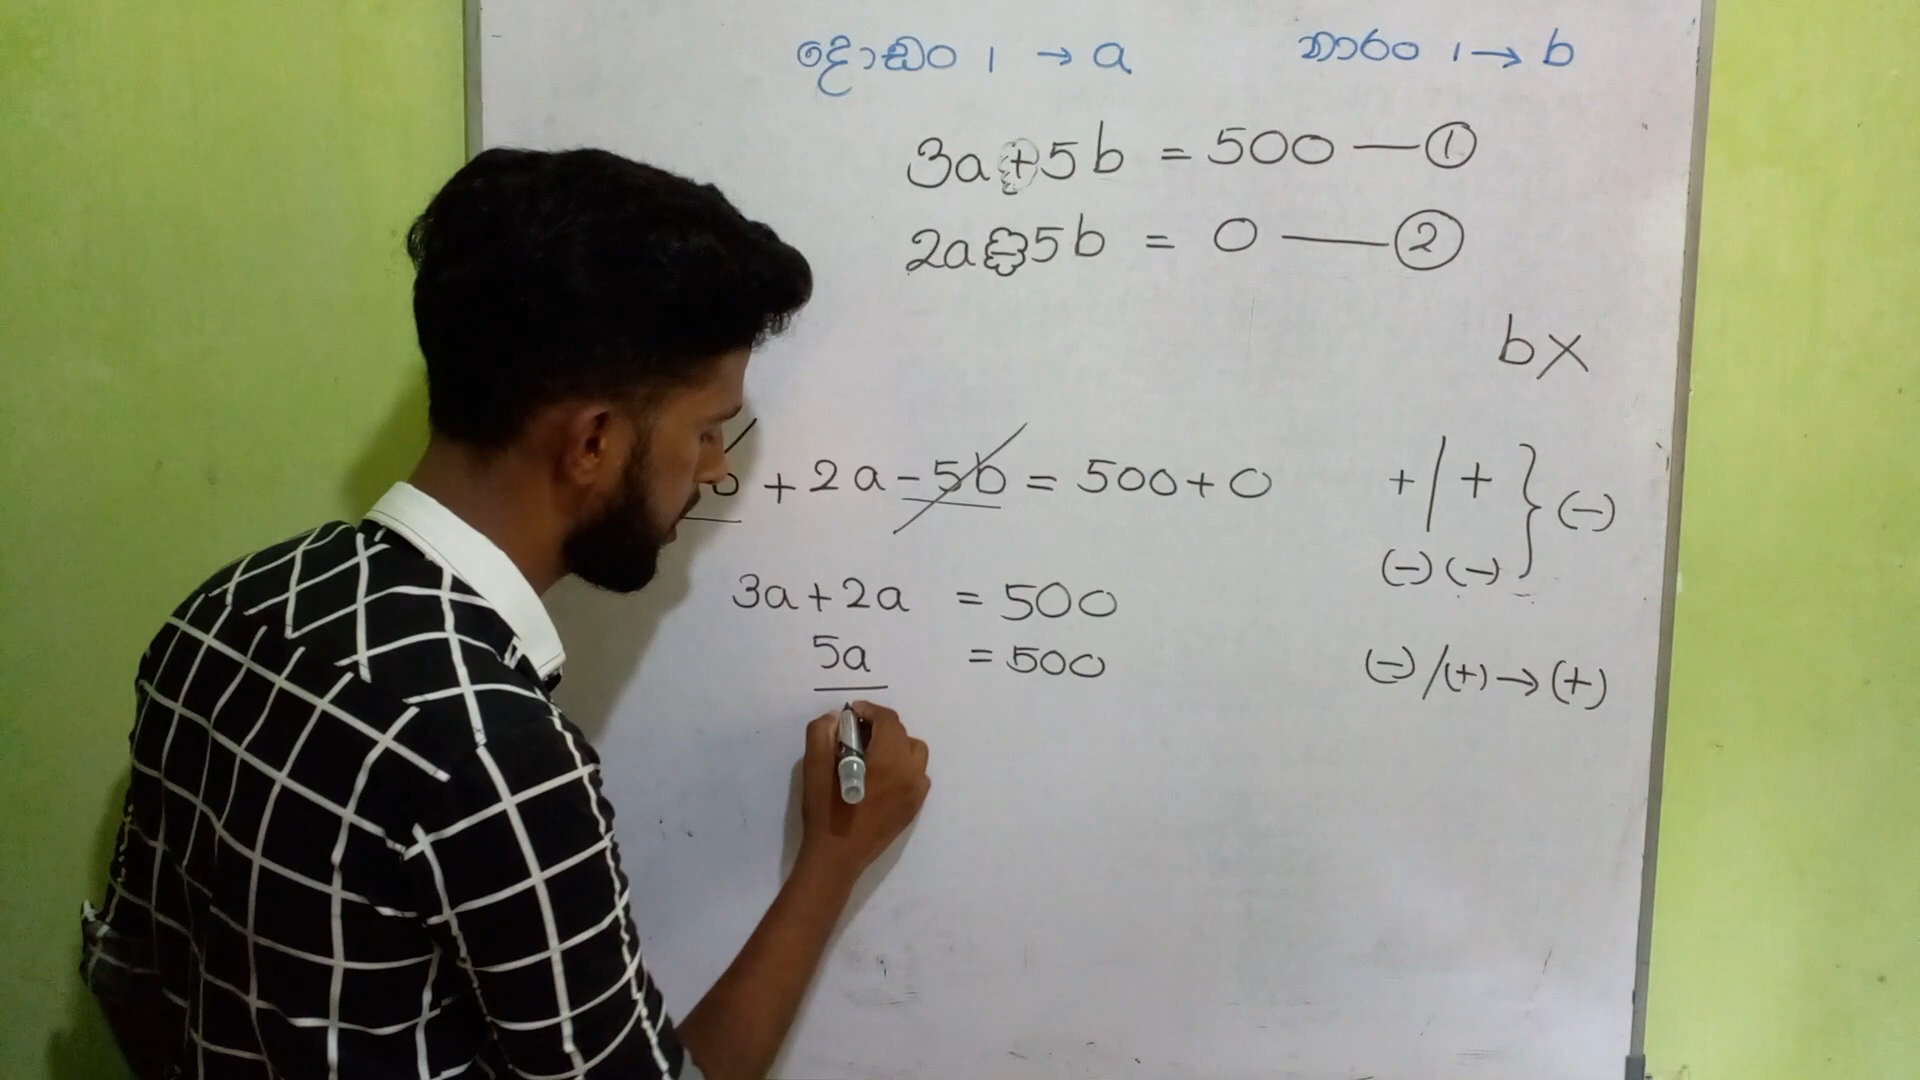 දොඩං 1 → a නාරං 1 → b
3a + 5b = 500 — ①
2a - 5b = 0 — ②
b X
+ 2a - 5b = 500 + 0
+ / + } (-)
(-) (-)
3a + 2a = 500
5a = 500
(-) / (+) → (+)